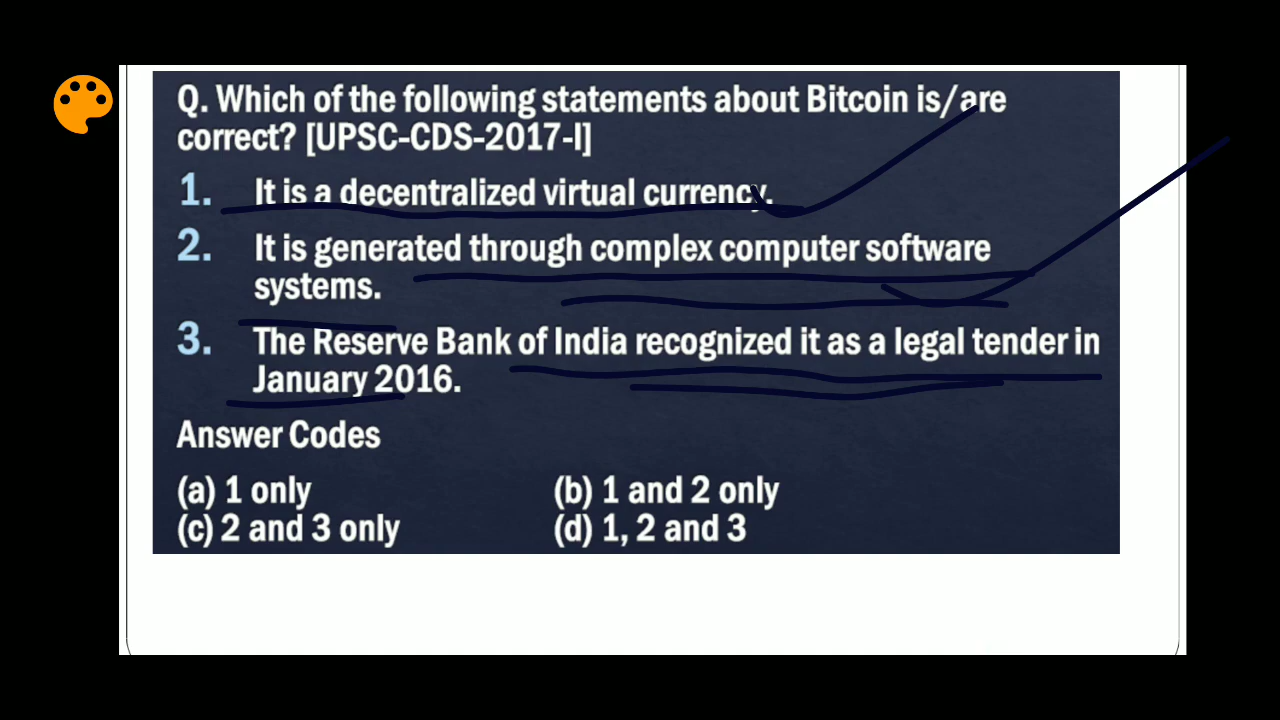 Q. Which of the following statements about Bitcoin is/are
correct? [UPSC-CDS-2017-I]
1. It is a decentralized virtual currency.
2. It is generated through complex computer software
systems.
3. The Reserve Bank of India recognized it as a legal tender in
January 2016.
Answer Codes
(a) 1 only (b) 1 and 2 only
(c) 2 and 3 only (d) 1, 2 and 3